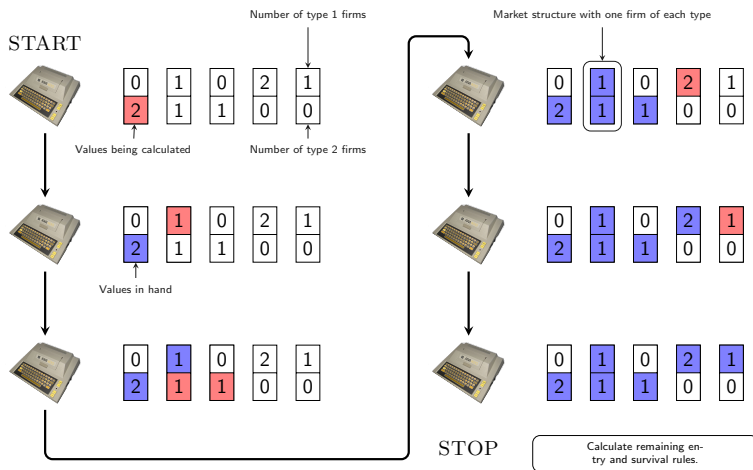 Number of type 1 firms
Market structure with one firm of each type
START
0 1 0 2 1
2 1 1 0 0
0 1 0 2 1
2 1 1 0 0
Values being calculated
Number of type 2 firms
0 1 0 2 1
2 1 1 0 0
0 1 0 2 1
2 1 1 0 0
Values in hand
0 1 0 2 1
2 1 1 0 0
0 1 0 2 1
2 1 1 0 0
STOP
Calculate remaining en-
try and survival rules.